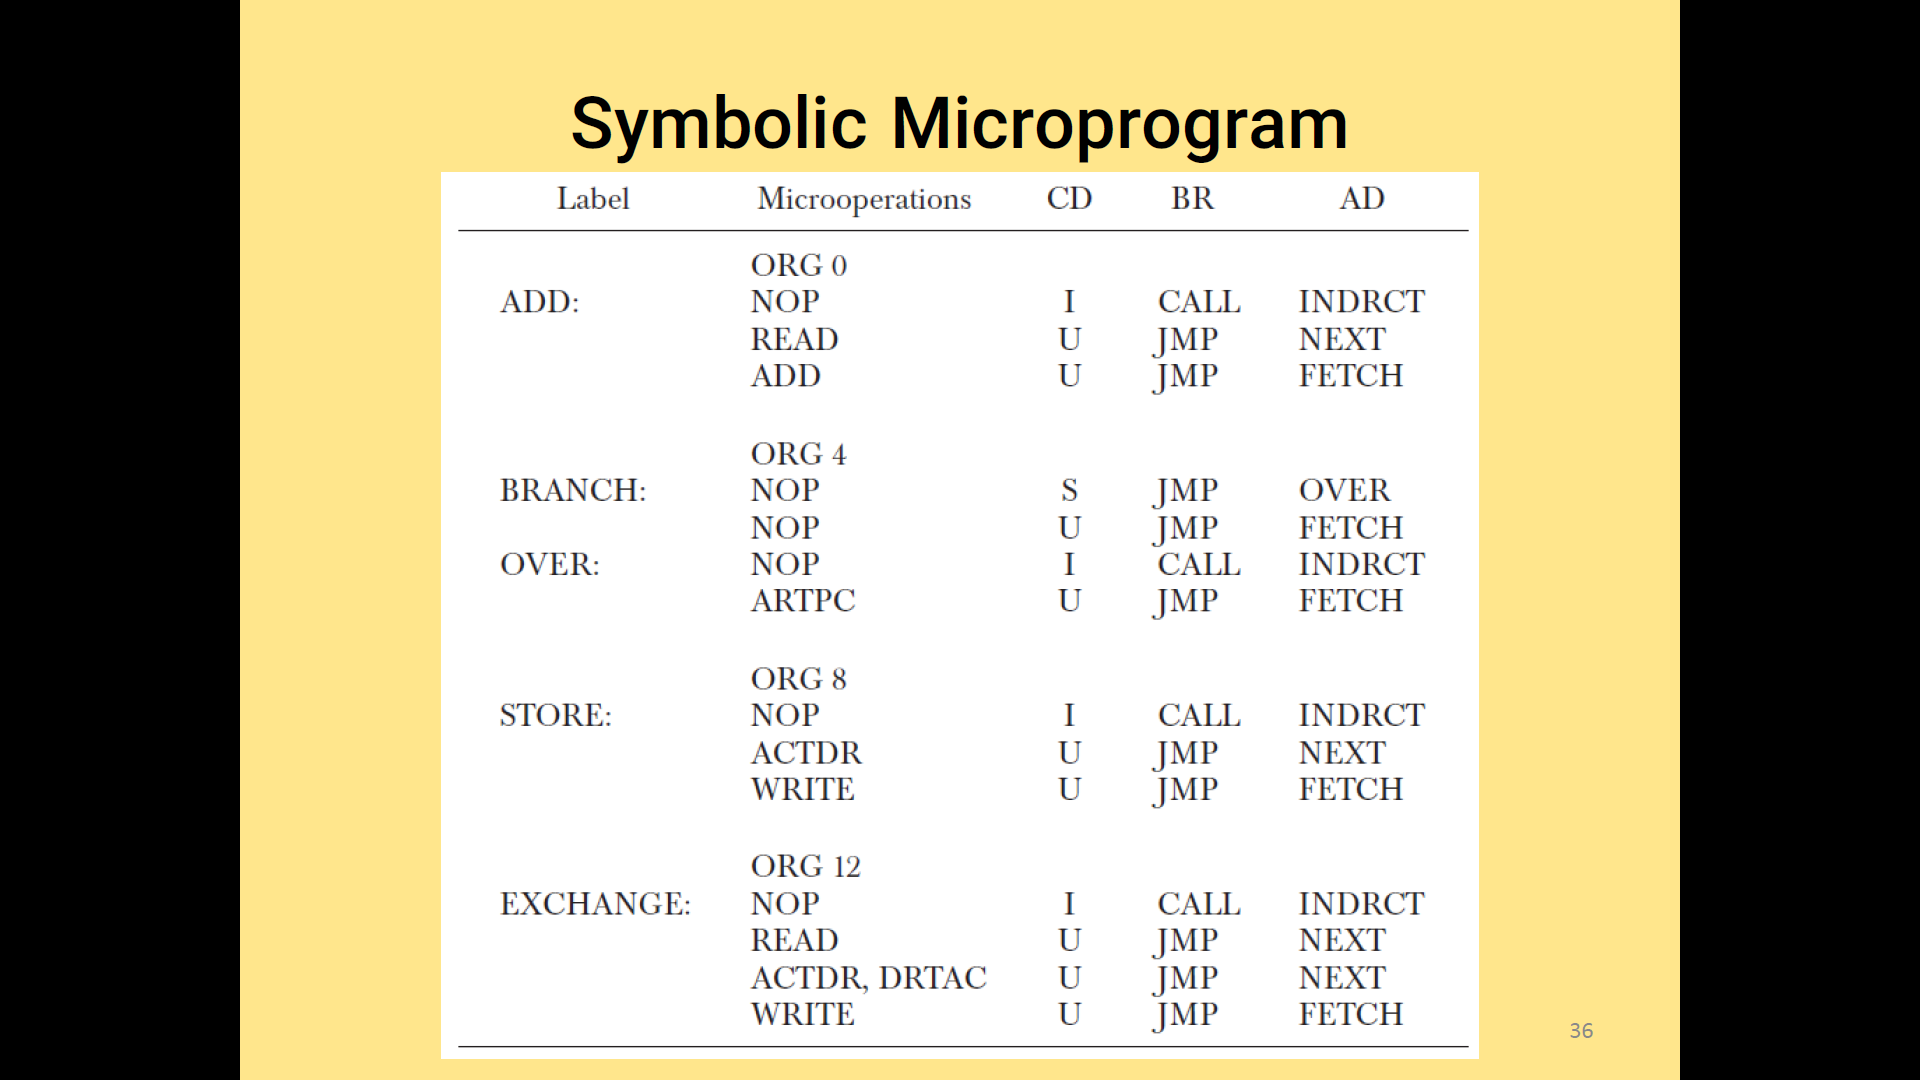 Symbolic Microprogram
Label Microoperations CD BR AD
ORG 0
ADD: NOP I CALL INDRCT
READ U JMP NEXT
ADD U JMP FETCH
ORG 4
BRANCH: NOP S JMP OVER
NOP U JMP FETCH
OVER: NOP I CALL INDRCT
ARTPC U JMP FETCH
ORG 8
STORE: NOP I CALL INDRCT
ACTDR U JMP NEXT
WRITE U JMP FETCH
ORG 12
EXCHANGE: NOP I CALL INDRCT
READ U JMP NEXT
ACTDR, DRTAC U JMP NEXT
WRITE U JMP FETCH
36